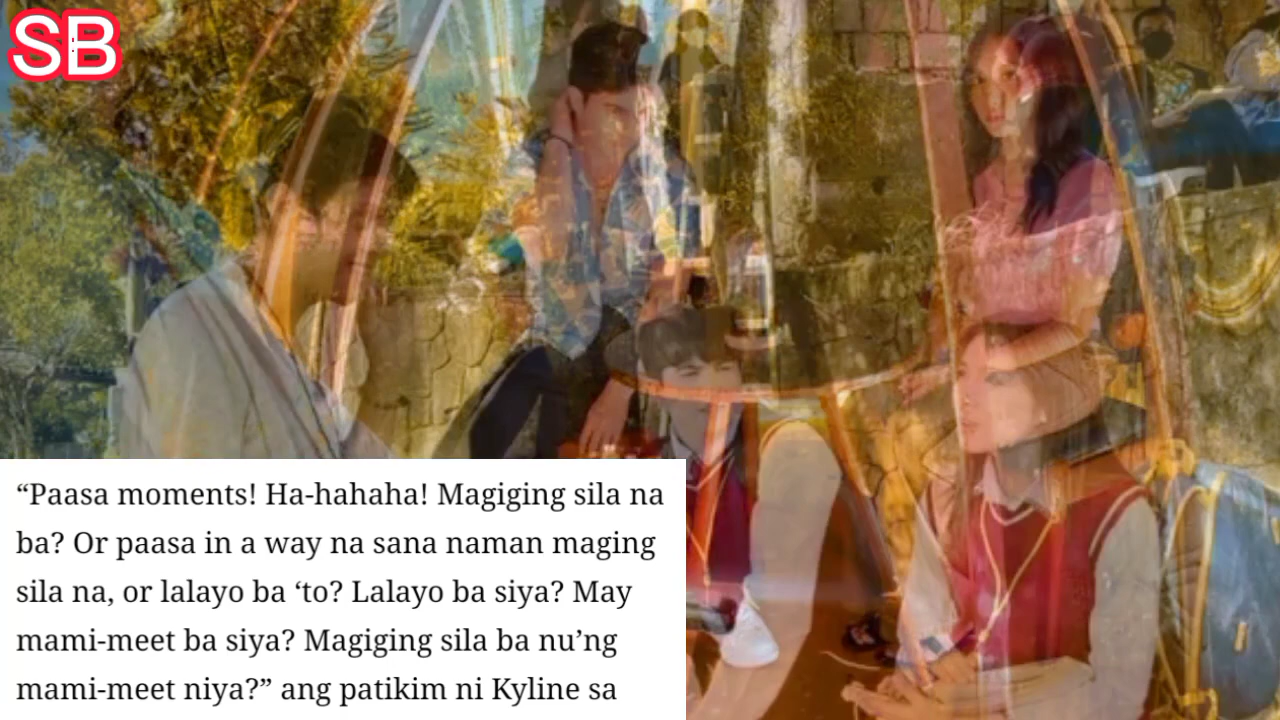 SB
“Paasa moments! Ha-hahaha! Magiging sila na
ba? Or paasa in a way na sana naman maging
sila na, or lalayo ba ‘to? Lalayo ba siya? May
mami-meet ba siya? Magiging sila ba nu’ng
mami-meet niya?” ang patikim ni Kyline sa